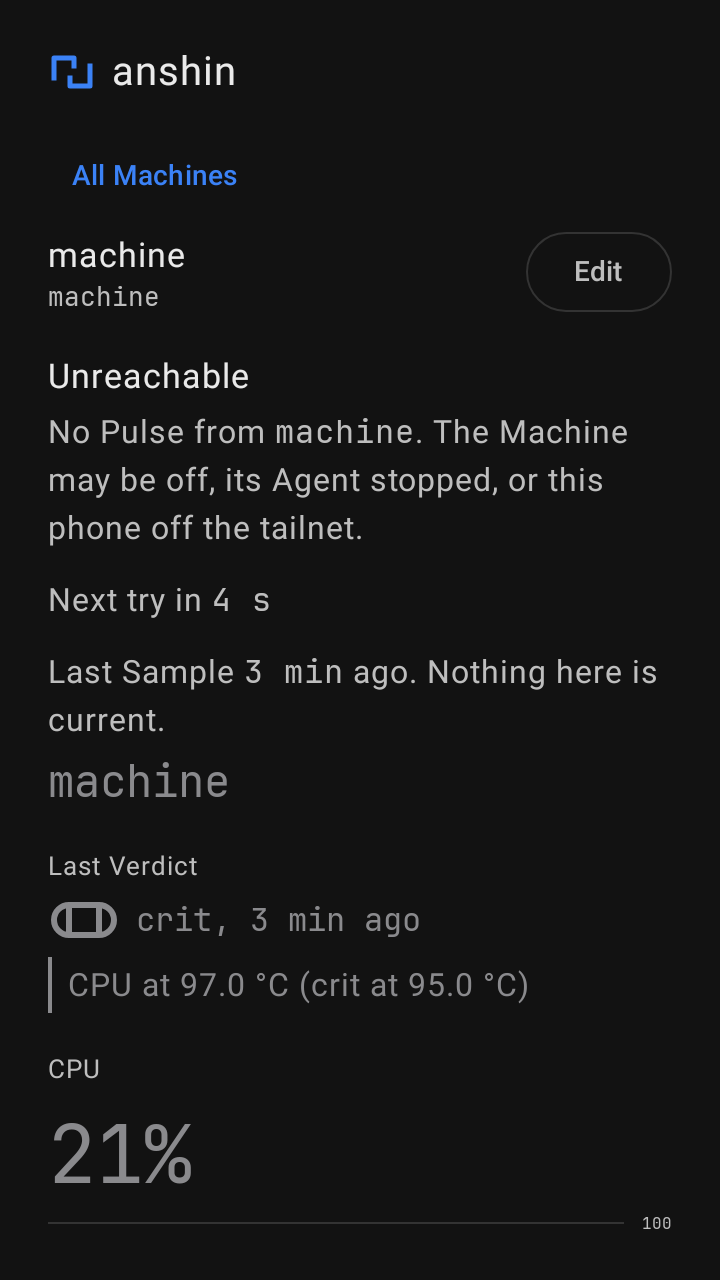 anshin
All Machines
machine
machine
Edit
Unreachable
No Pulse from machine. The Machine
may be off, its Agent stopped, or this
phone off the tailnet.
Next try in 4 s
Last Sample 3 min ago. Nothing here is
current.
machine
Last Verdict
crit, 3 min ago
CPU at 97.0 °C (crit at 95.0 °C)
CPU
21%
100